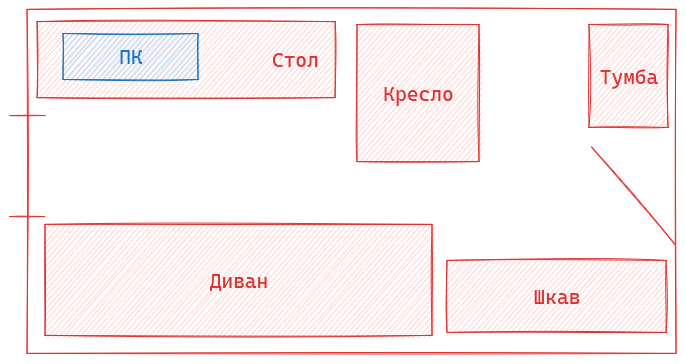 ПК
Стол
Кресло
Тумба
Диван
Шкав